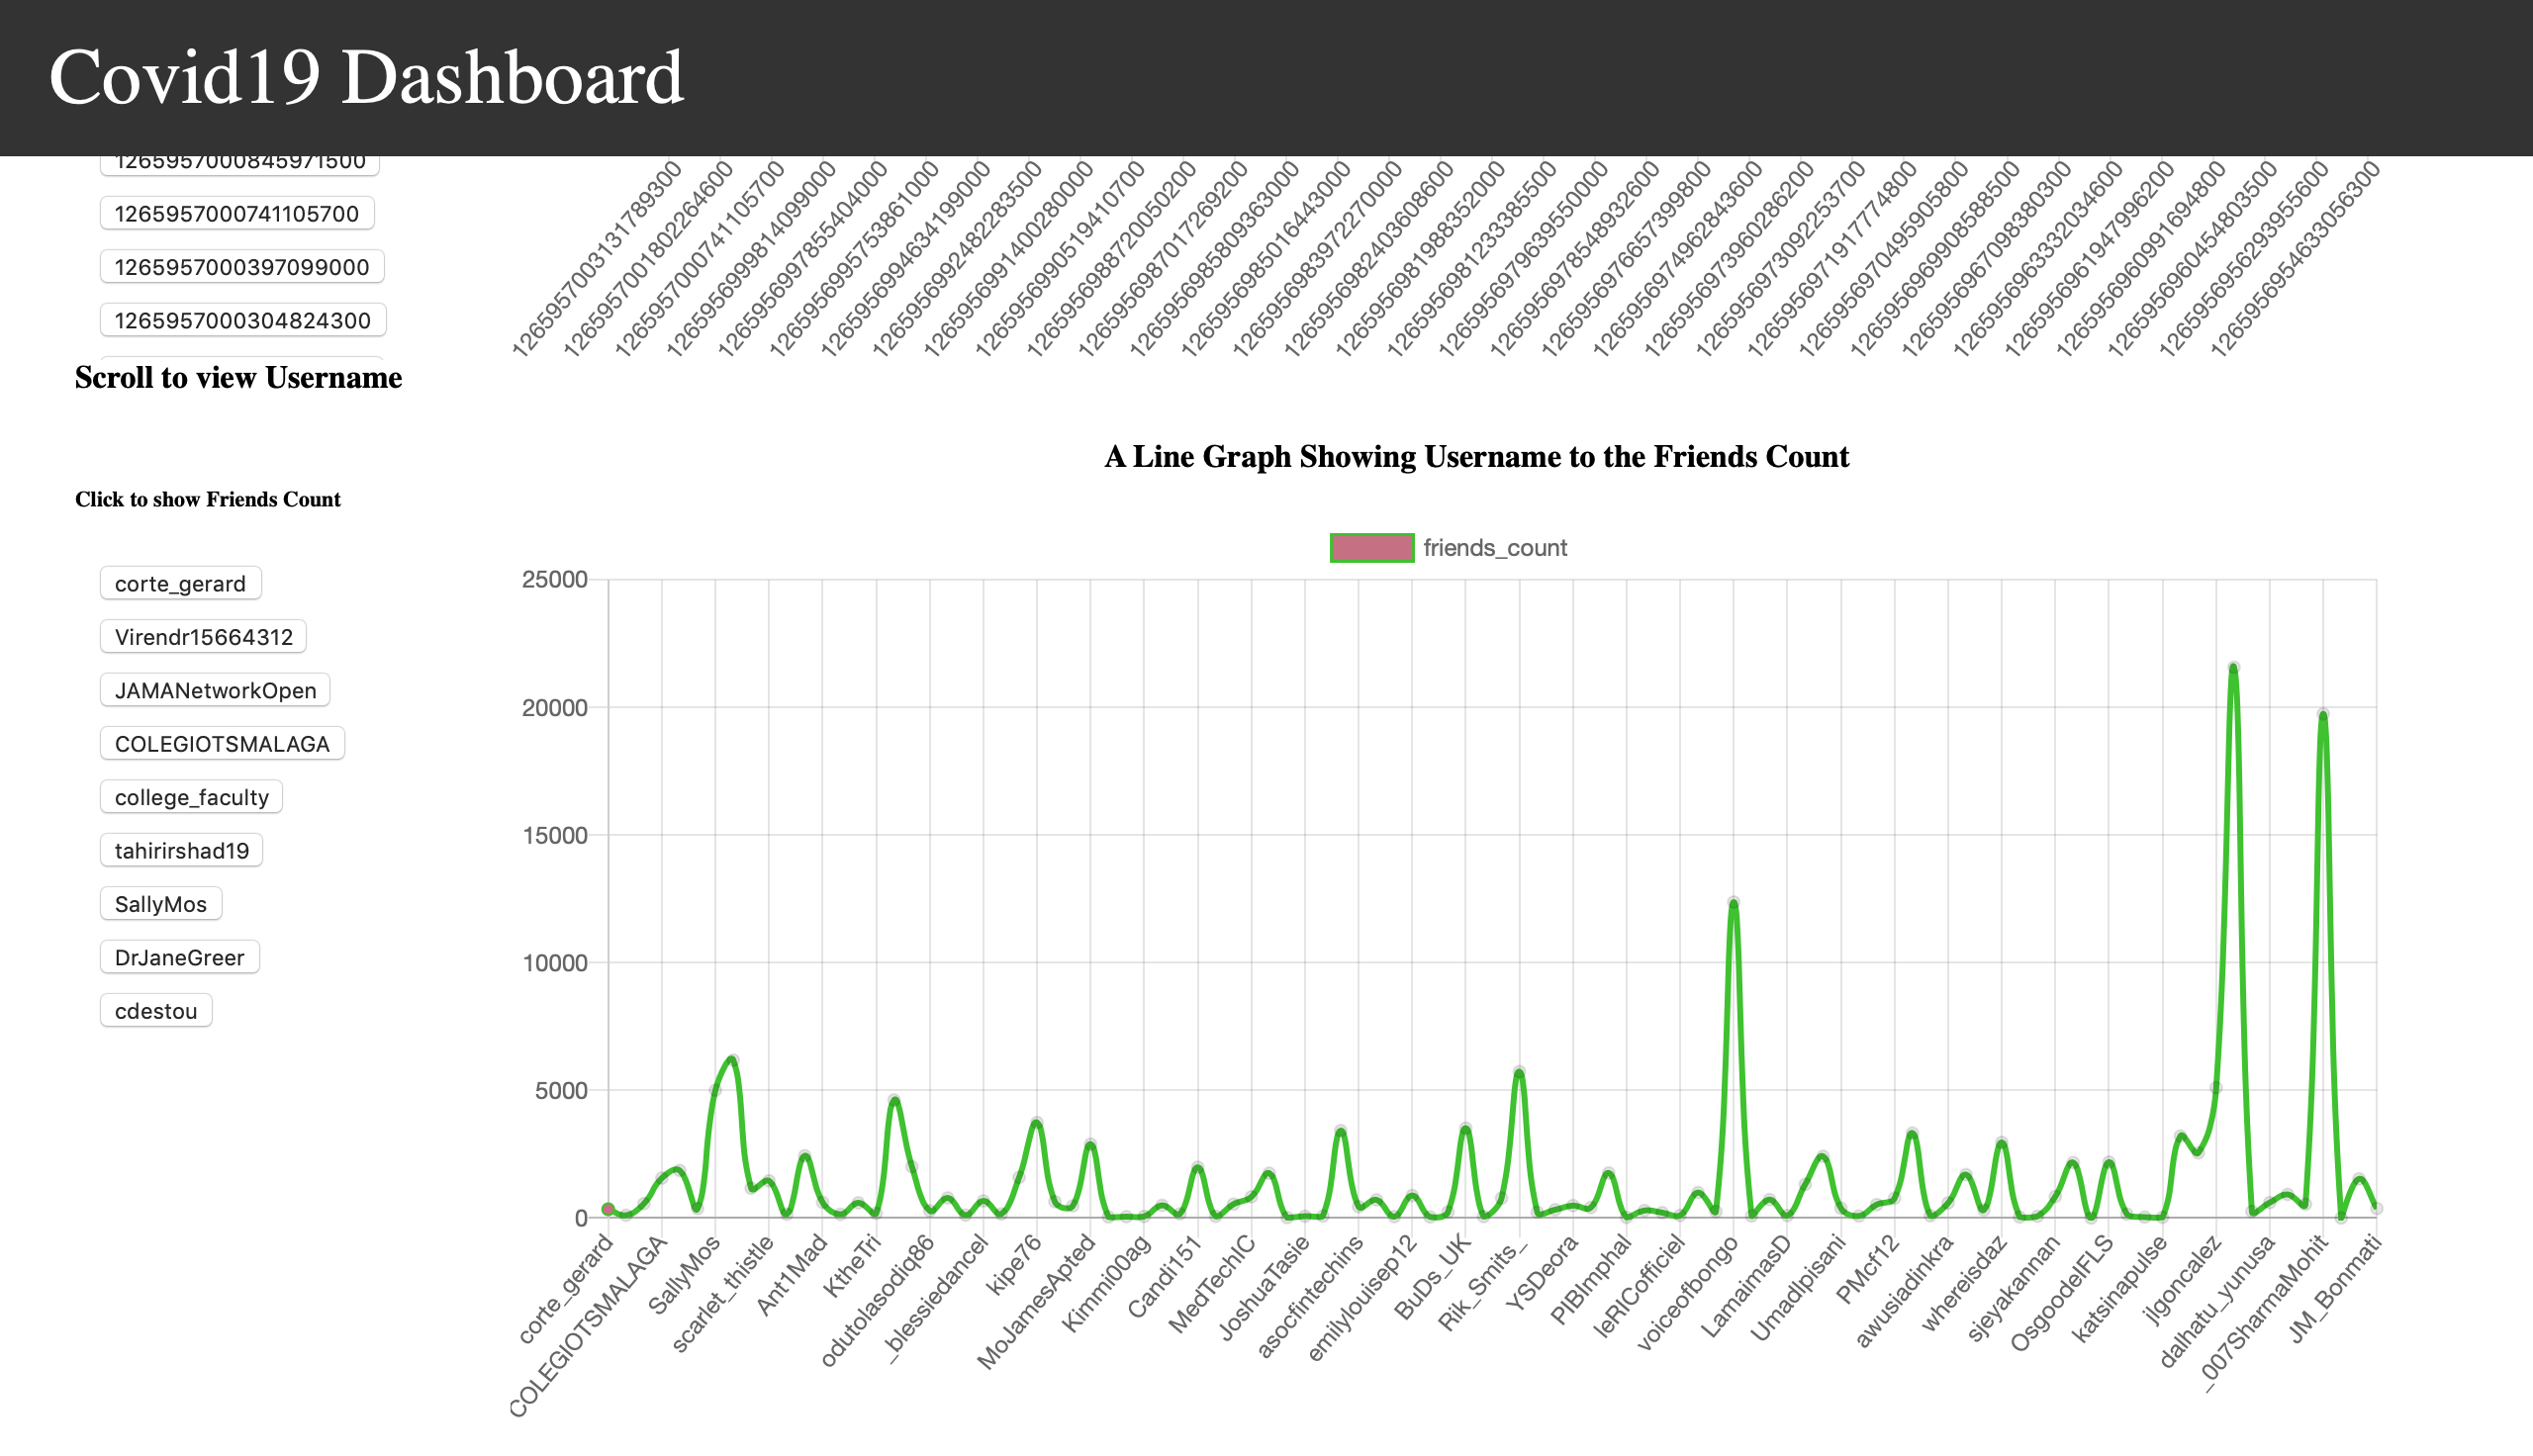 Covid19 Dashboard
1265957000845971500
1265957000741105700
1265957000397099000
1265957000304824300
1265957003131789300
1265957001802264600
1265957000741105700
1265956999814099000
1265956997855404000
1265956995753861000
1265956994634199000
1265956992482283500
1265956991400280000
1265956990519410700
1265956988720050200
1265956987017269200
1265956985809363000
1265956985016443000
1265956983972270000
1265956982403608600
1265956981988352000
1265956981233385500
1265956979639550000
1265956978548932600
1265956976657399800
1265956974962843600
1265956973960286200
1265956973092253700
1265956971917774800
1265956970495905800
1265956969908588500
1265956967098380300
1265956963332034600
1265956961947996200
1265956960991694800
1265956960454803500
1265956956293955600
1265956954633056300
Scroll to view Username
A Line Graph Showing Username to the Friends Count
Click to show Friends Count
friends_count
corte_gerard
Virendr15664312
JAMANetworkOpen
COLEGIOTSMALAGA
college_faculty
tahirirshad19
SallyMos
DrJaneGreer
cdestou
25000
20000
15000
10000
5000
0
corte_gerard
COLEGIOTSMALAGA
SallyMos
scarlet_thistle
Ant1Mad
KtheTri
odutolasodiq86
_blessiedancel
kipe76
MoJamesApted
Kimmi00ag
Candi151
MedTechIC
JoshuaTasie
asocfintechins
emilylouisep12
BuDs_UK
Rik_Smits_
YSDeora
PIBImphal
leRICofficiel
voiceofbongo
LamaimasD
UmadIpisani
PMcf12
awusiadinkra
whereisdaz
sjeyakannan
OsgoodeIFLS
katsinapulse
jlgoncalez
dalhatu_yunusa
_007SharmaMohit
JM_Bonmati